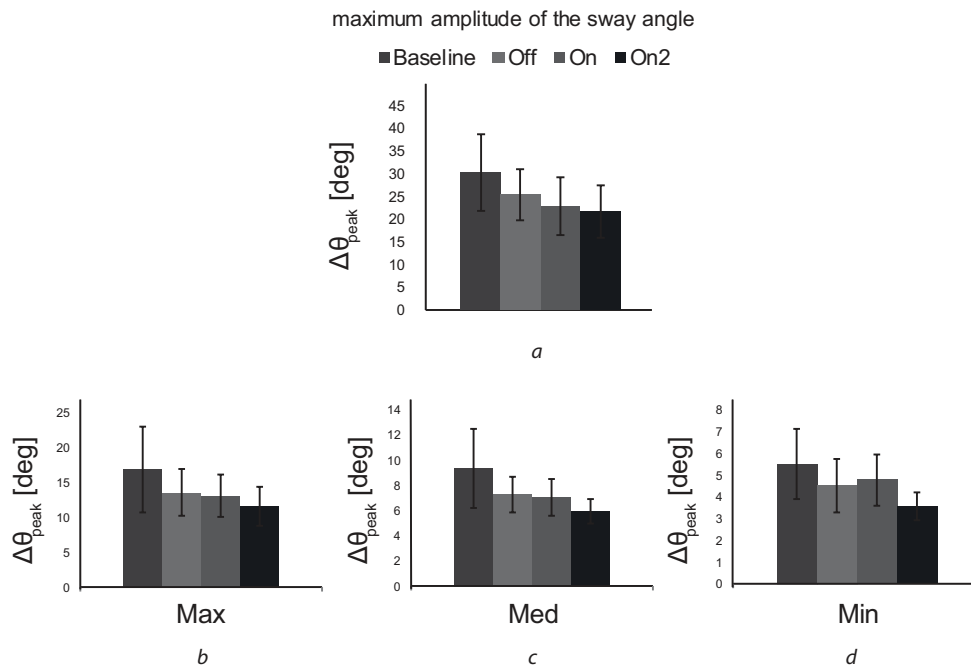 maximum amplitude of the sway angle
Baseline Off On On2
Δθpeak [deg]
45
40
35
30
25
20
15
10
5
0
a
Δθpeak [deg]
25
20
15
10
5
0
Max
b
Δθpeak [deg]
14
12
10
8
6
4
2
0
Med
c
Δθpeak [deg]
8
7
6
5
4
3
2
1
0
Min
d